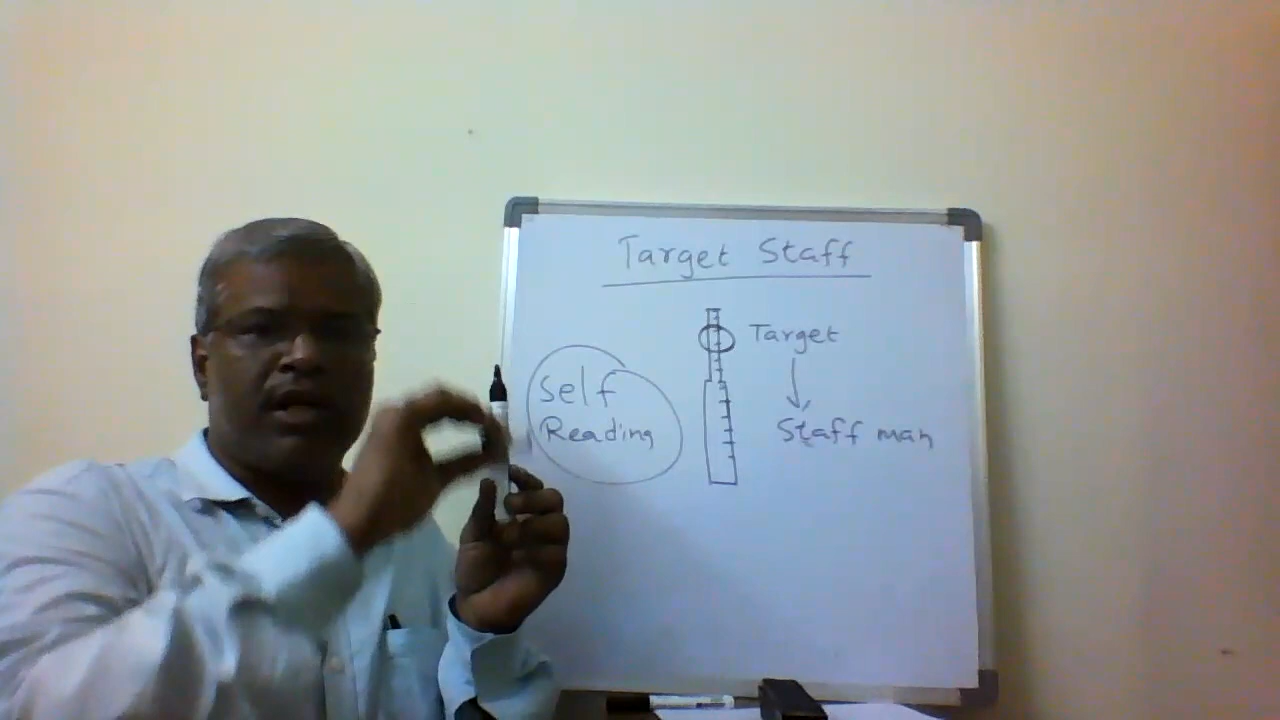 Target Staff
Target
Self
Reading
Staff man